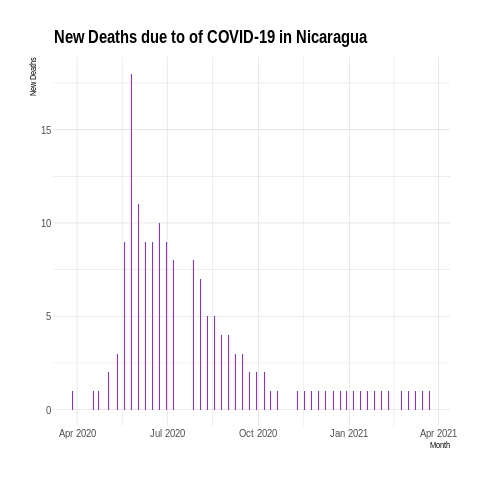 New Deaths due to of COVID-19 in Nicaragua
New Deaths
15
10
5
0
Apr 2020
Jul 2020
Oct 2020
Jan 2021
Apr 2021
Month